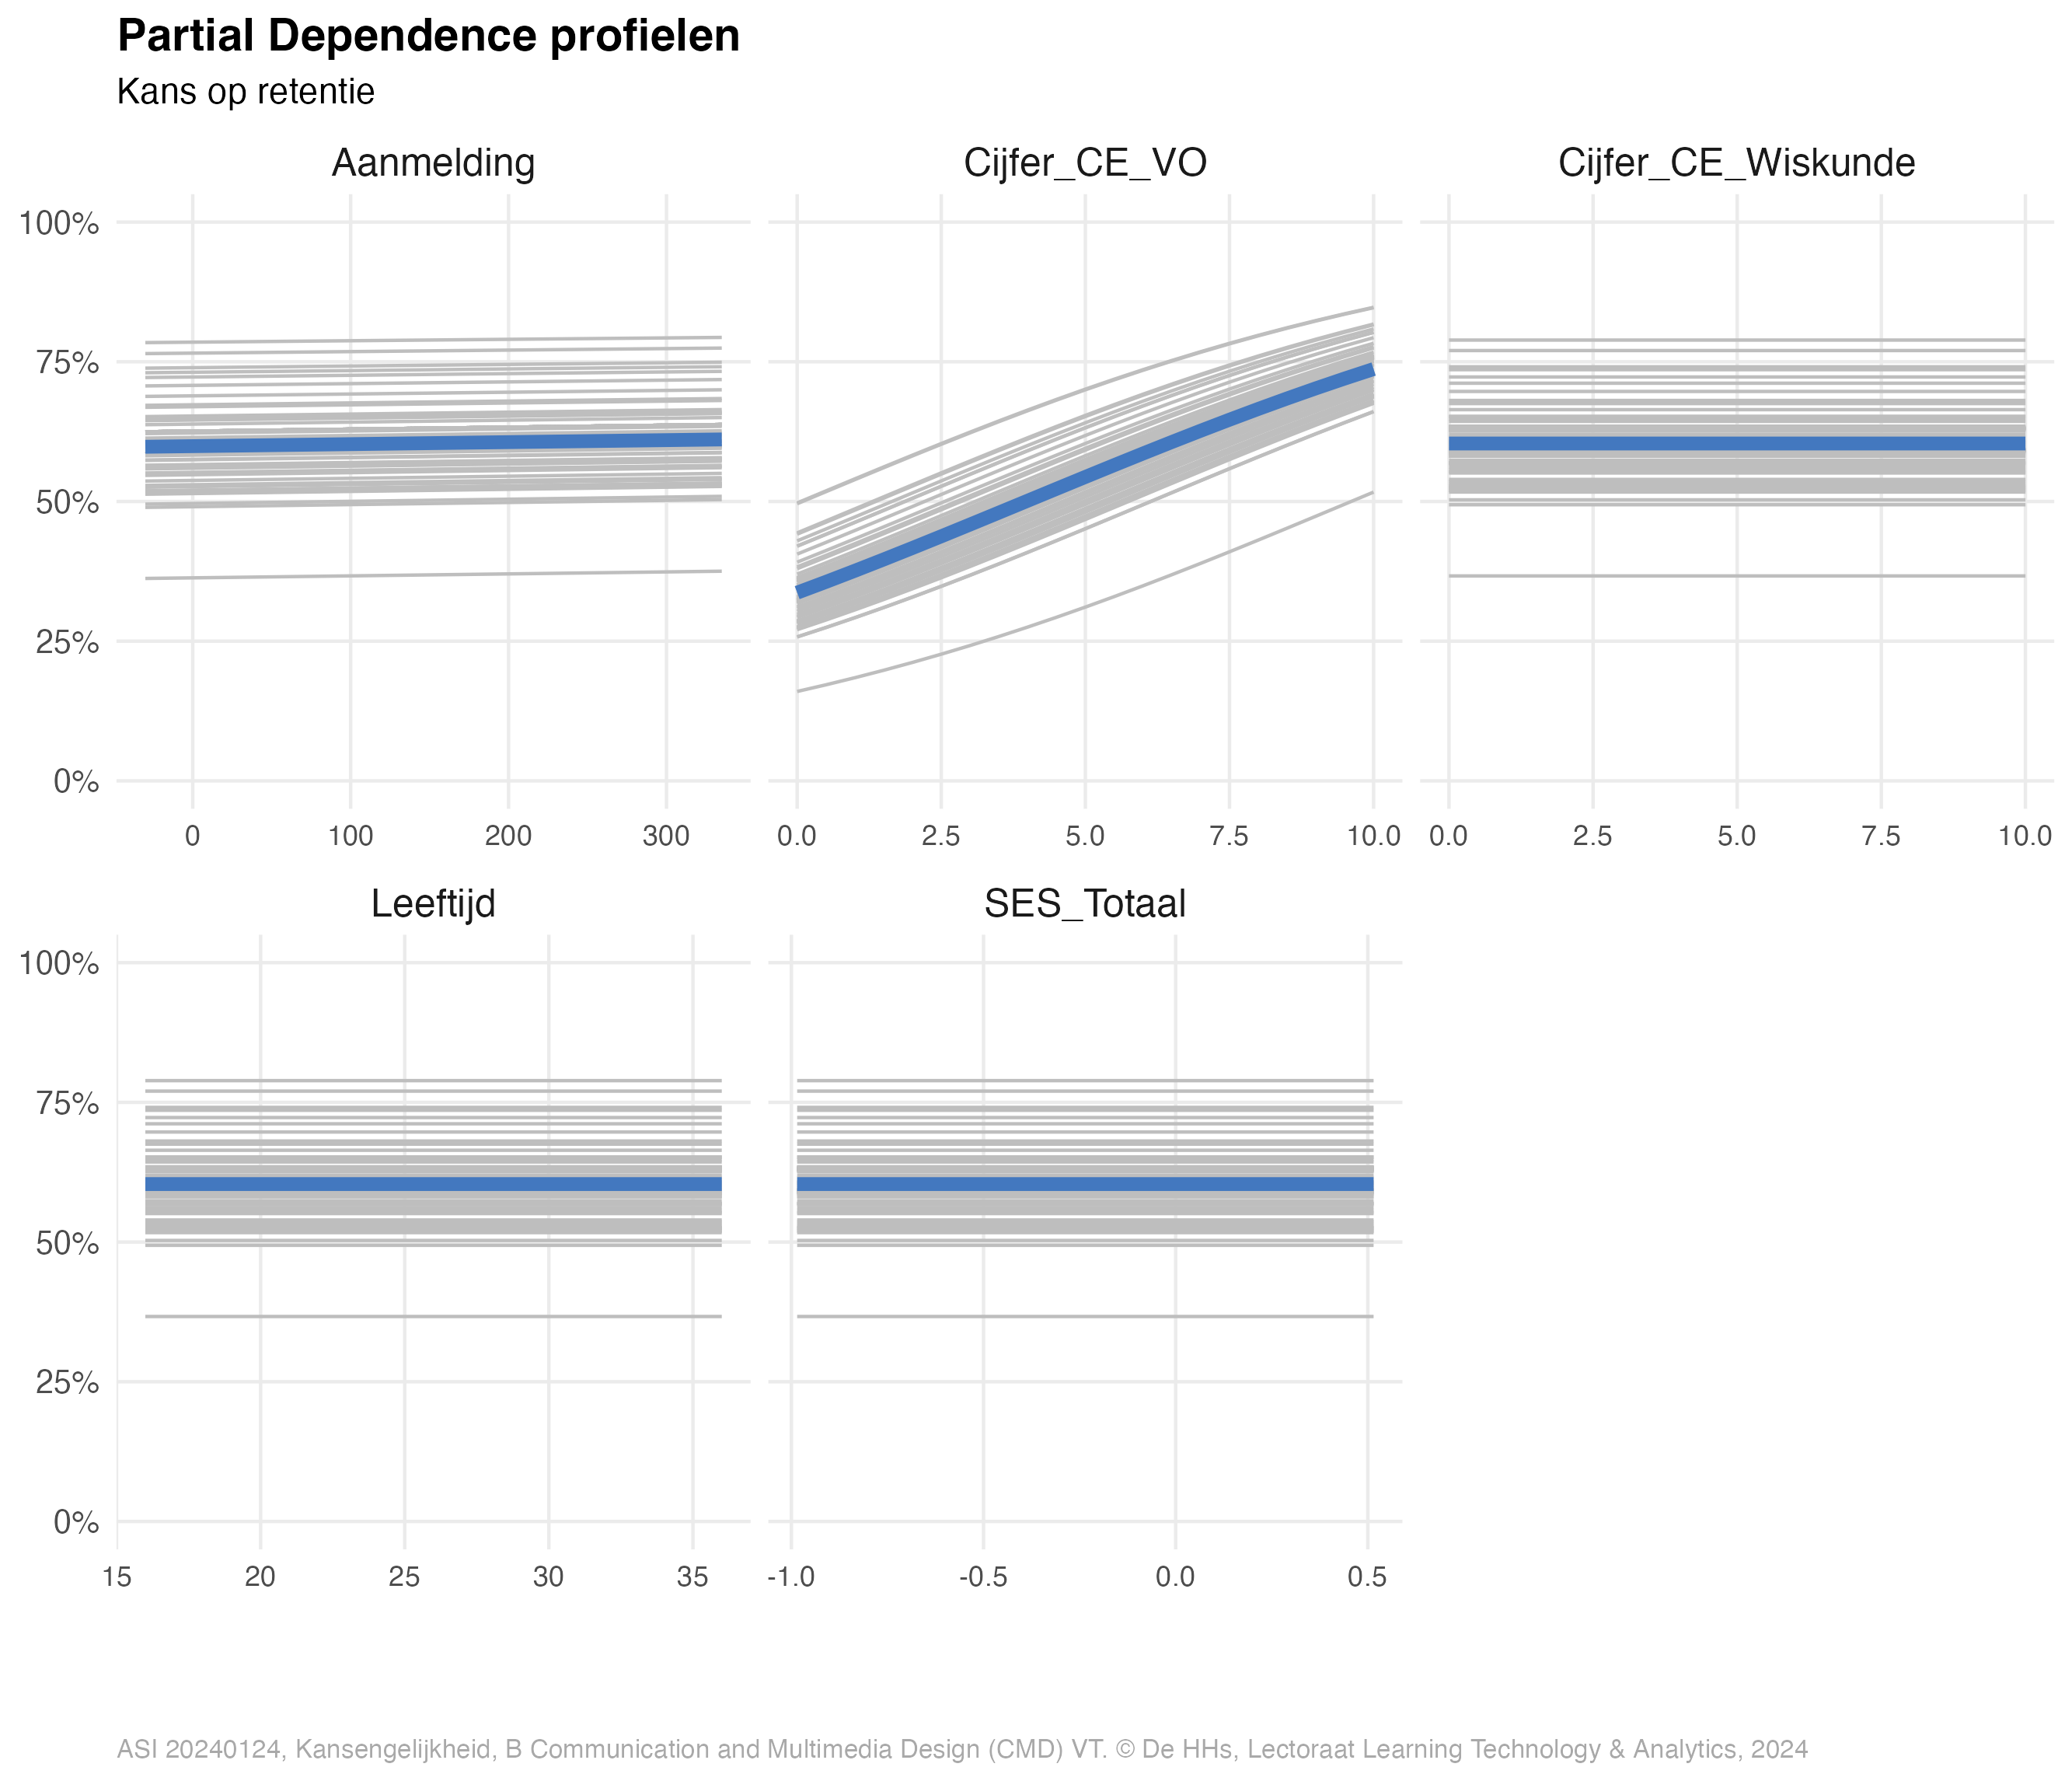 Partial Dependence profielen
Kans op retentie
Aanmelding
Cijfer_CE_VO
Cijfer_CE_Wiskunde
100%
75%
50%
25%
0%
0 100 200 300
0.0 2.5 5.0 7.5 10.0
0.0 2.5 5.0 7.5 10.0
Leeftijd
SES_Totaal
100%
75%
50%
25%
0%
15 20 25 30 35
-1.0 -0.5 0.0 0.5
ASI 20240124, Kansengelijkheid, B Communication and Multimedia Design (CMD) VT. © De HHs, Lectoraat Learning Technology & Analytics, 2024